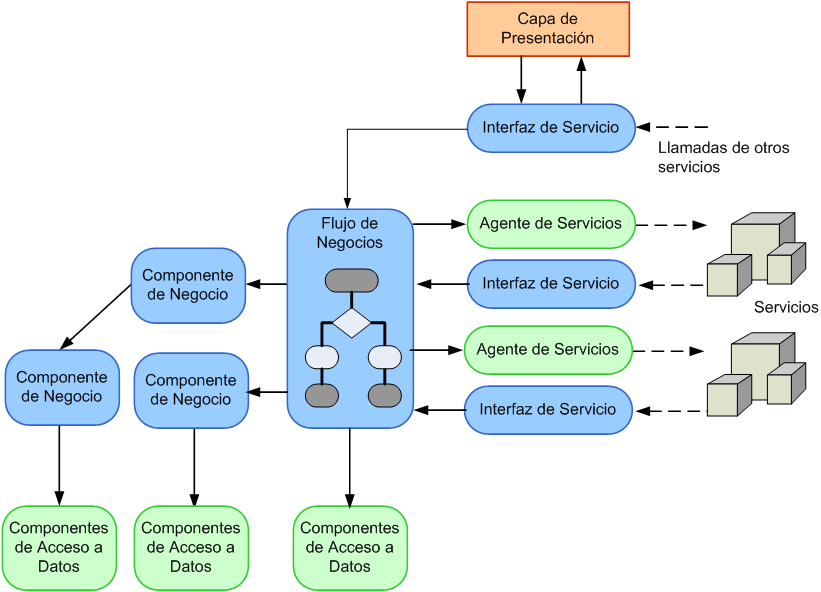 Capa de
Presentación
Interfaz de Servicio
Llamadas de otros
servicios
Flujo de
Negocios
Agente de Servicios
Componente
de Negocio
Interfaz de Servicio
Servicios
Agente de Servicios
Componente
de Negocio
Componente
de Negocio
Interfaz de Servicio
Componentes
de Acceso a
Datos
Componentes
de Acceso a
Datos
Componentes
de Acceso a
Datos